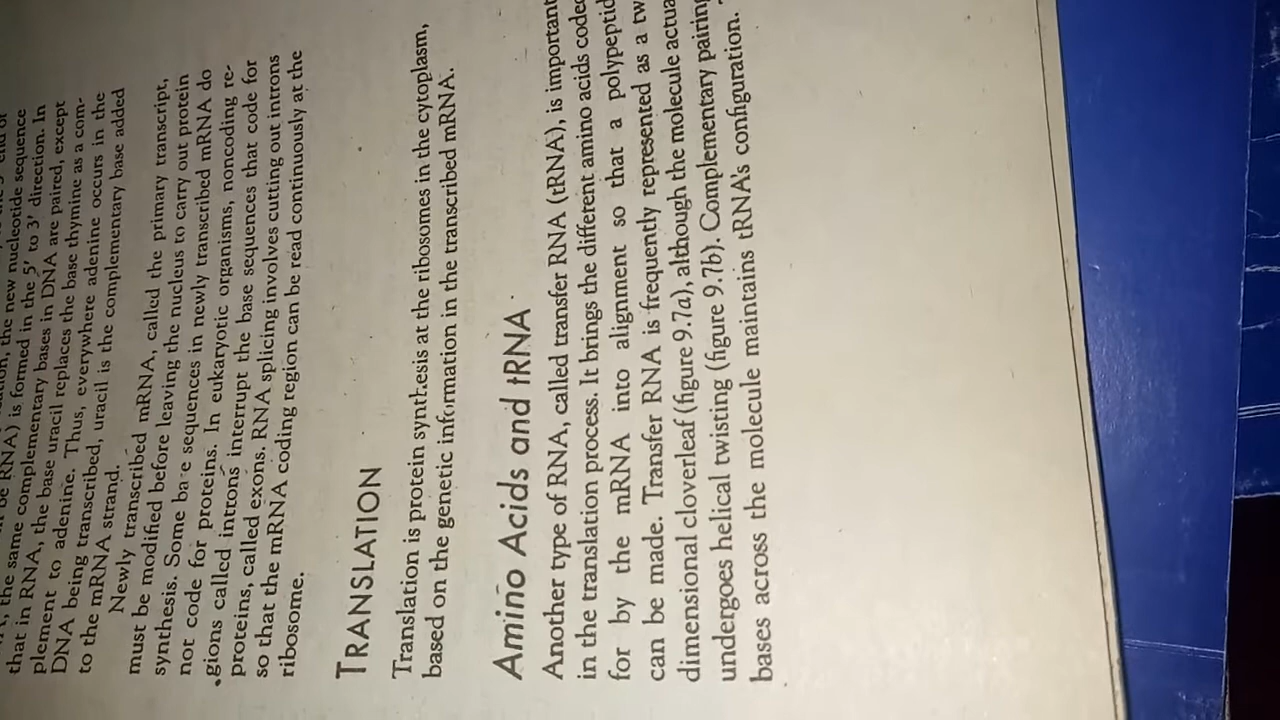 the same complementary bases in DNA are paired, except
that in RNA, the base uracil replaces the base thymine as a com-
plement to adenine. Thus, everywhere adenine occurs in the
DNA being transcribed, uracil is the complementary base added
to the mRNA strand.
Newly transcribed mRNA, called the primary transcript,
must be modified before leaving the nucleus to carry out protein
synthesis. Some base sequences in newly transcribed mRNA do
not code for proteins. In eukaryotic organisms, noncoding re-
gions called introns interrupt the base sequences that code for
proteins, called exons. RNA splicing involves cutting out introns
so that the mRNA coding region can be read continuously at the
ribosome.
TRANSLATION
Translation is protein synthesis at the ribosomes in the cytoplasm,
based on the genetic information in the transcribed mRNA.
Amino Acids and tRNA
Another type of RNA, called transfer RNA (tRNA), is important
in the translation process. It brings the different amino acids coded
for by the mRNA into alignment so that a
can be made. Transfer RNA is frequently represented as a
dimensional cloverleaf (figure 9.7a), although the molecule
undergoes helical twisting (figure 9.7b). Complementary pairing
bases across the molecule maintains tRNA's configuration.